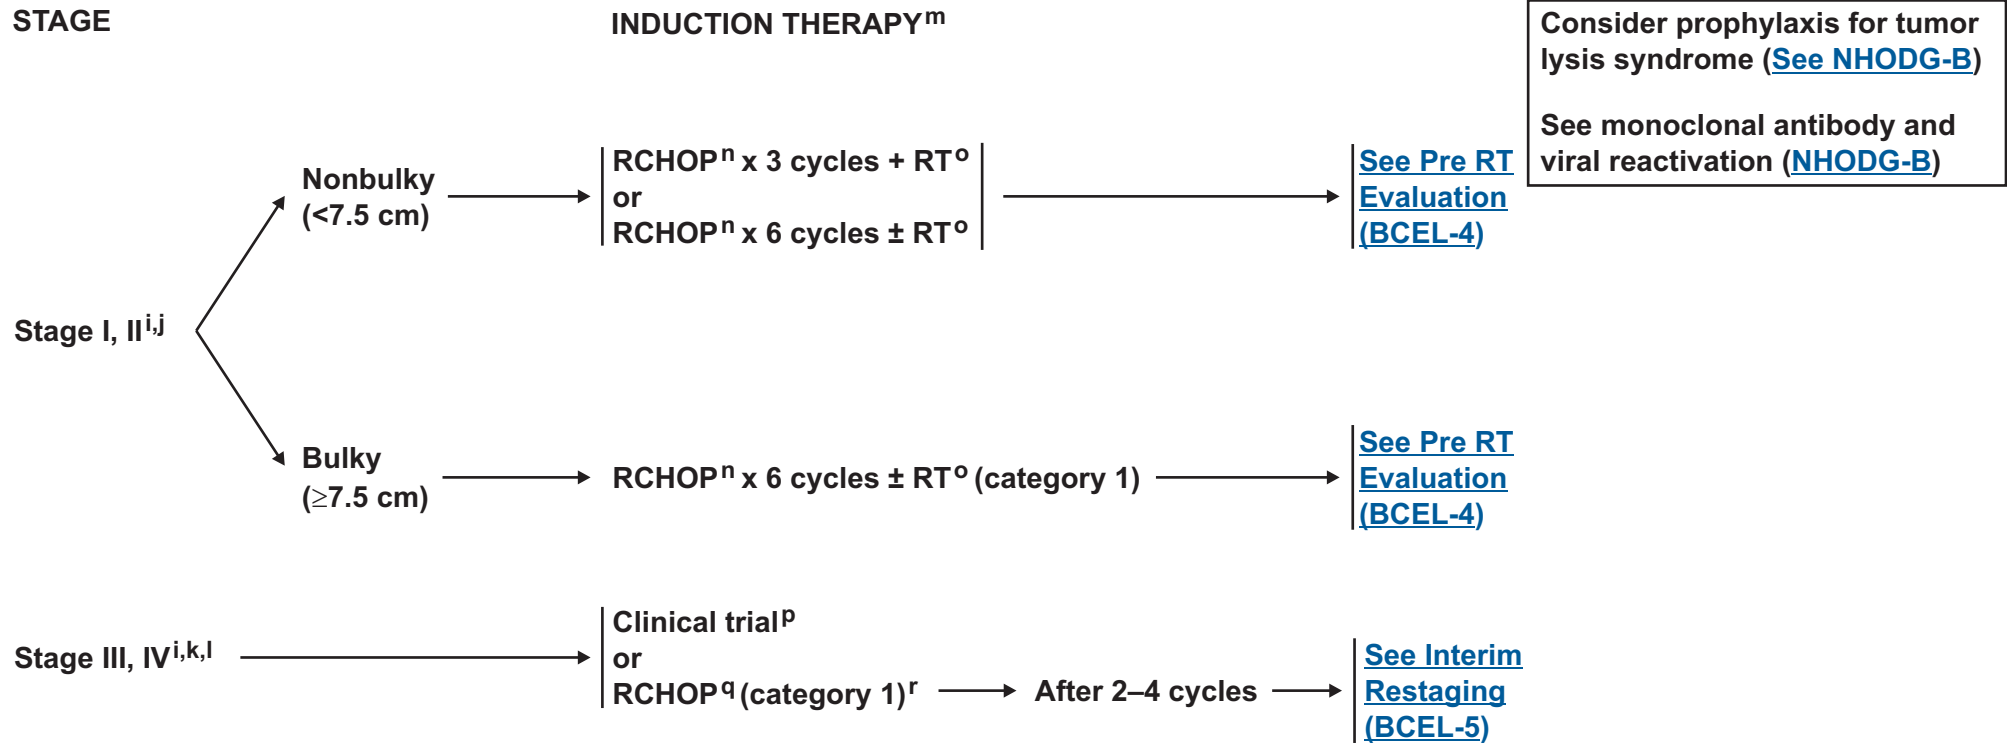 STAGE
INDUCTION THERAPYᵐ
Consider prophylaxis for tumor
lysis syndrome (See NHODG-B)
See monoclonal antibody and
viral reactivation (NHODG-B)
Stage I, IIⁱ,ʲ
Nonbulky
(<7.5 cm)
RCHOPⁿ x 3 cycles + RTᵒ
or
RCHOPⁿ x 6 cycles ± RTᵒ
See Pre RT
Evaluation
(BCEL-4)
Bulky
(≥7.5 cm)
RCHOPⁿ x 6 cycles ± RTᵒ (category 1)
See Pre RT
Evaluation
(BCEL-4)
Stage III, IVⁱ,ᵏ,ˡ
Clinical trialᵖ
or
RCHOP^q (category 1)ʳ
After 2–4 cycles
See Interim
Restaging
(BCEL-5)